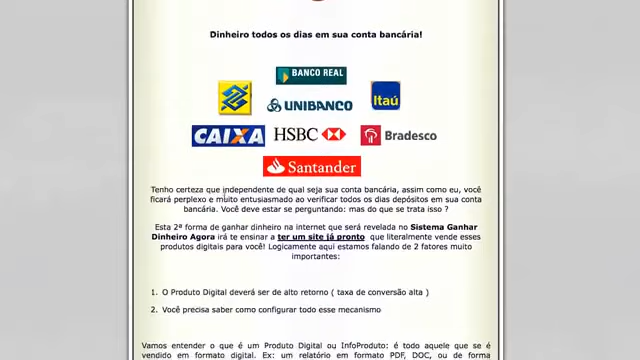 Dinheiro todos os dias em sua conta bancária!
BANCO REAL
UNIBANCO
Itaú
CAIXA
HSBC
Bradesco
Santander
Tenho certeza que independente de qual seja sua conta bancária, assim como eu, você
ficará perplexo e muito entusiasmado ao verificar todos os dias depósitos em sua conta
bancária. Você deve estar se perguntando: mas do que se trata isso ?
Esta 2ª forma de ganhar dinheiro na internet que será revelada no Sistema Ganhar
Dinheiro Agora irá te ensinar a ter um site já pronto que literalmente vende esses
produtos digitais para você! Logicamente aqui estamos falando de 2 fatores muito
importantes:
1. O Produto Digital deverá ser de alto retorno ( taxa de conversão alta )
2. Você precisa saber como configurar todo esse mecanismo
Vamos entender o que é um Produto Digital ou InfoProduto: é todo aquele que se é
vendido em formato digital. Ex: um relatório em formato PDF, DOC, ou de forma